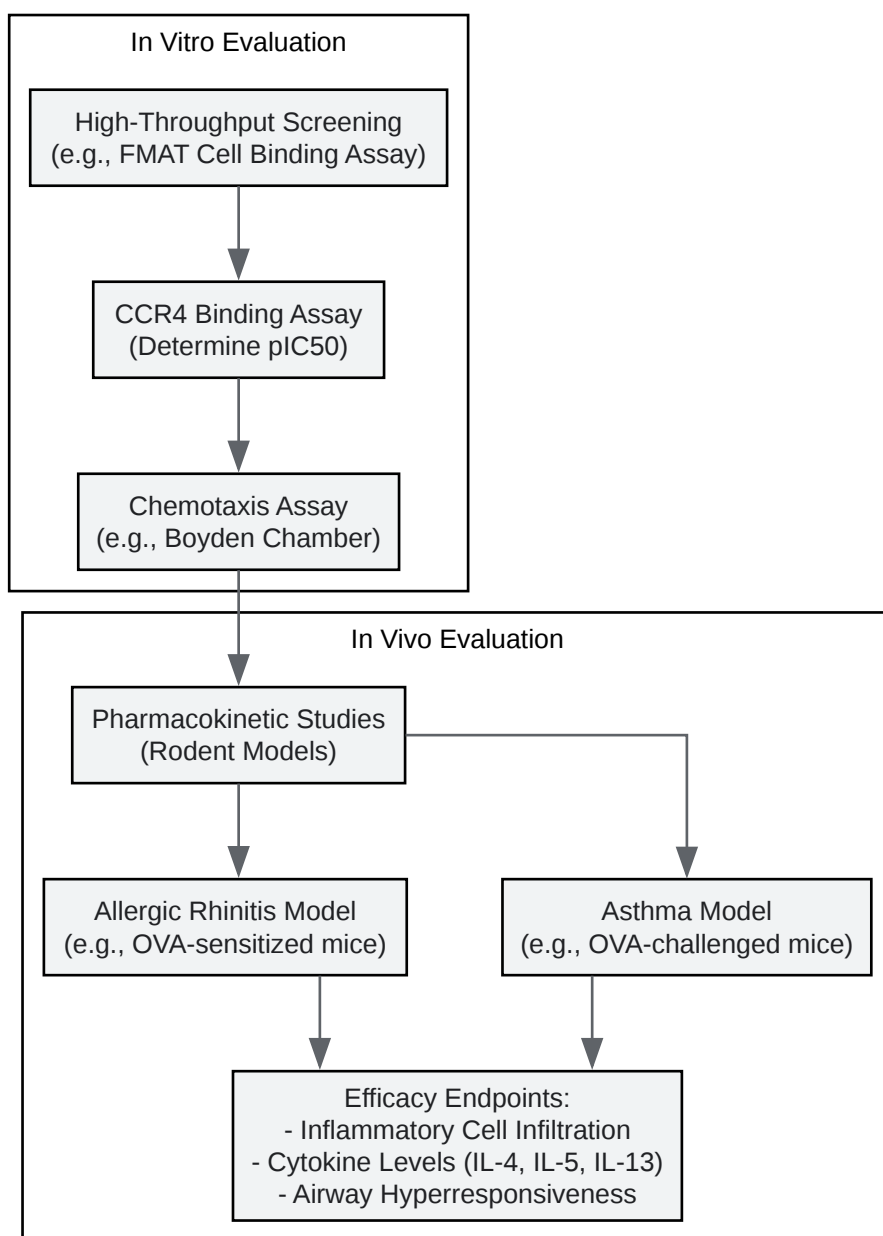 In Vitro Evaluation
High-Throughput Screening
(e.g., FMAT Cell Binding Assay)
CCR4 Binding Assay
(Determine pIC50)
Chemotaxis Assay
(e.g., Boyden Chamber)
In Vivo Evaluation
Pharmacokinetic Studies
(Rodent Models)
Allergic Rhinitis Model
(e.g., OVA-sensitized mice)
Asthma Model
(e.g., OVA-challenged mice)
Efficacy Endpoints:
- Inflammatory Cell Infiltration
- Cytokine Levels (IL-4, IL-5, IL-13)
- Airway Hyperresponsiveness